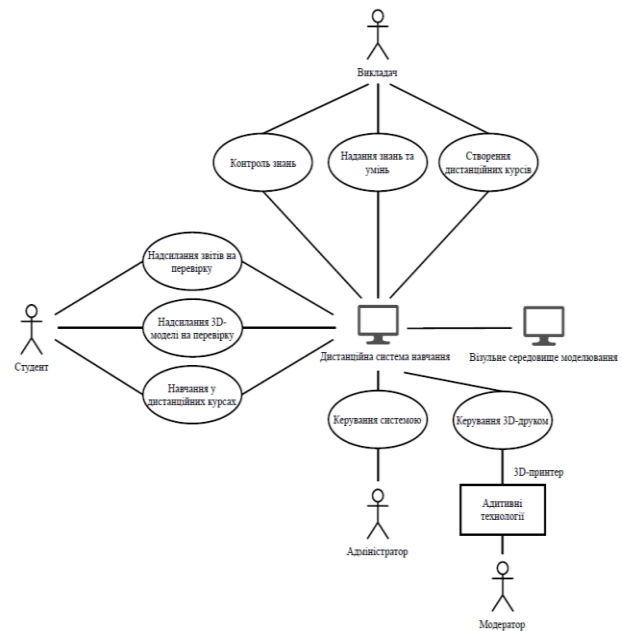 Викладач
Контроль знань
Надання знань та
умінь
Створення
дистанційних курсів
Надсилання звітів на
перевірку
Надсилання 3D-
моделі на перевірку
Навчання у
дистанційних курсах
Студент
Дистанційна система навчання
Візульне середовище моделювання
Керування системою
Керування 3D-друком
3D-принтер
Адитивні
технології
Адміністратор
Модератор